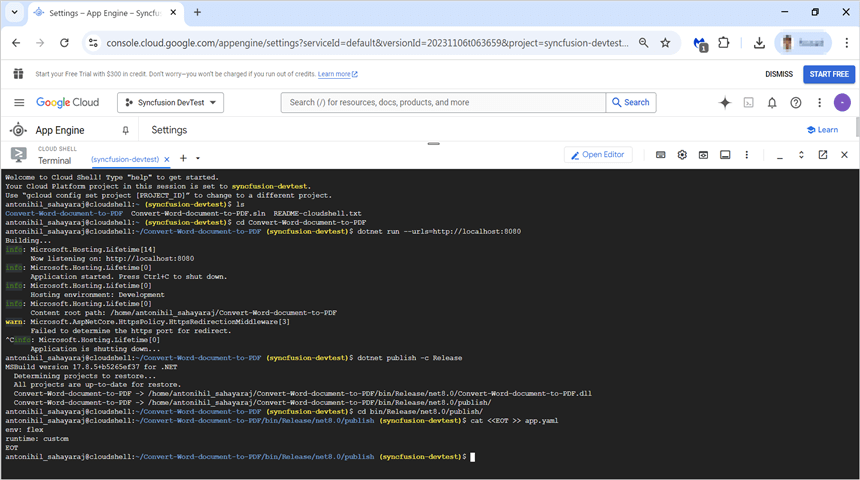 Settings – App Engine – Syncfus
console.cloud.google.com/appengine/settings?serviceId=default&versionId=20231106t063659&project=syncfusion-devtest...
1
Start your Free Trial with $300 in credit. Don't worry—you won't be charged if you run out of credits. Learn more
DISMISS
START FREE
Google Cloud
Syncfusion DevTest
Search (/) for resources, docs, products, and more
Search
App Engine
Settings
Learn
CLOUD SHELL
Terminal
(syncfusion-devtest)
Open Editor
Welcome to Cloud Shell! Type "help" to get started.
Your Cloud Platform project in this session is set to syncfusion-devtest.
Use "gcloud config set project [PROJECT_ID]" to change to a different project.
antonihil_sahayaraj@cloudshell:~ (syncfusion-devtest)$ ls
Convert-Word-document-to-PDF  Convert-Word-document-to-PDF.sln  README-cloudshell.txt
antonihil_sahayaraj@cloudshell:~ (syncfusion-devtest)$ cd Convert-Word-document-to-PDF
antonihil_sahayaraj@cloudshell:~/Convert-Word-document-to-PDF (syncfusion-devtest)$ dotnet run --urls=http://localhost:8080
Building...
info: Microsoft.Hosting.Lifetime[14]
Now listening on: http://localhost:8080
info: Microsoft.Hosting.Lifetime[0]
Application started. Press Ctrl+C to shut down.
info: Microsoft.Hosting.Lifetime[0]
Hosting environment: Development
info: Microsoft.Hosting.Lifetime[0]
Content root path: /home/antonihil_sahayaraj/Convert-Word-document-to-PDF
warn: Microsoft.AspNetCore.HttpsPolicy.HttpsRedirectionMiddleware[3]
Failed to determine the https port for redirect.
^Cinfo: Microsoft.Hosting.Lifetime[0]
Application is shutting down...
antonihil_sahayaraj@cloudshell:~/Convert-Word-document-to-PDF (syncfusion-devtest)$ dotnet publish -c Release
MSBuild version 17.8.5+b5265ef37 for .NET
Determining projects to restore...
All projects are up-to-date for restore.
Convert-Word-document-to-PDF -> /home/antonihil_sahayaraj/Convert-Word-document-to-PDF/bin/Release/net8.0/Convert-Word-document-to-PDF.dll
Convert-Word-document-to-PDF -> /home/antonihil_sahayaraj/Convert-Word-document-to-PDF/bin/Release/net8.0/publish/
antonihil_sahayaraj@cloudshell:~/Convert-Word-document-to-PDF (syncfusion-devtest)$ cd bin/Release/net8.0/publish/
antonihil_sahayaraj@cloudshell:~/Convert-Word-document-to-PDF/bin/Release/net8.0/publish (syncfusion-devtest)$ cat <<EOT >> app.yaml
env: flex
runtime: custom
EOT
antonihil_sahayaraj@cloudshell:~/Convert-Word-document-to-PDF/bin/Release/net8.0/publish (syncfusion-devtest)$